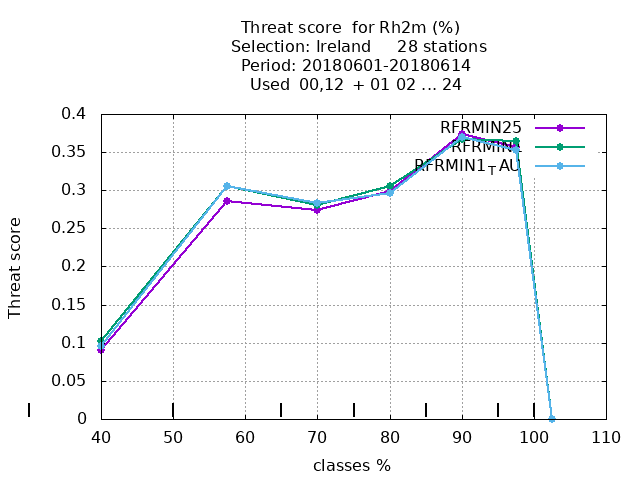 Threat score for Rh2m (%)
Selection: Ireland 28 stations
Period: 20180601-20180614
Used 00,12 + 01 02 ... 24
0.4
0.35
0.3
0.25
0.2
0.15
0.1
0.05
0
Threat score
RFRMIN25
RFRMIN1
RFRMIN1TAU
40 50 60 70 80 90 100 110
classes %